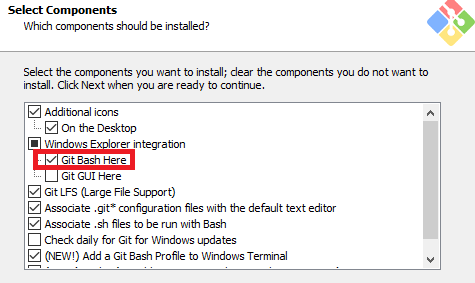 Select Components
Which components should be installed?
Select the components you want to install; clear the components you do not want to
install. Click Next when you are ready to continue.
Additional icons
On the Desktop
Windows Explorer integration
Git Bash Here
Git GUI Here
Git LFS (Large File Support)
Associate .git* configuration files with the default text editor
Associate .sh files to be run with Bash
Check daily for Git for Windows updates
(NEW!) Add a Git Bash Profile to Windows Terminal